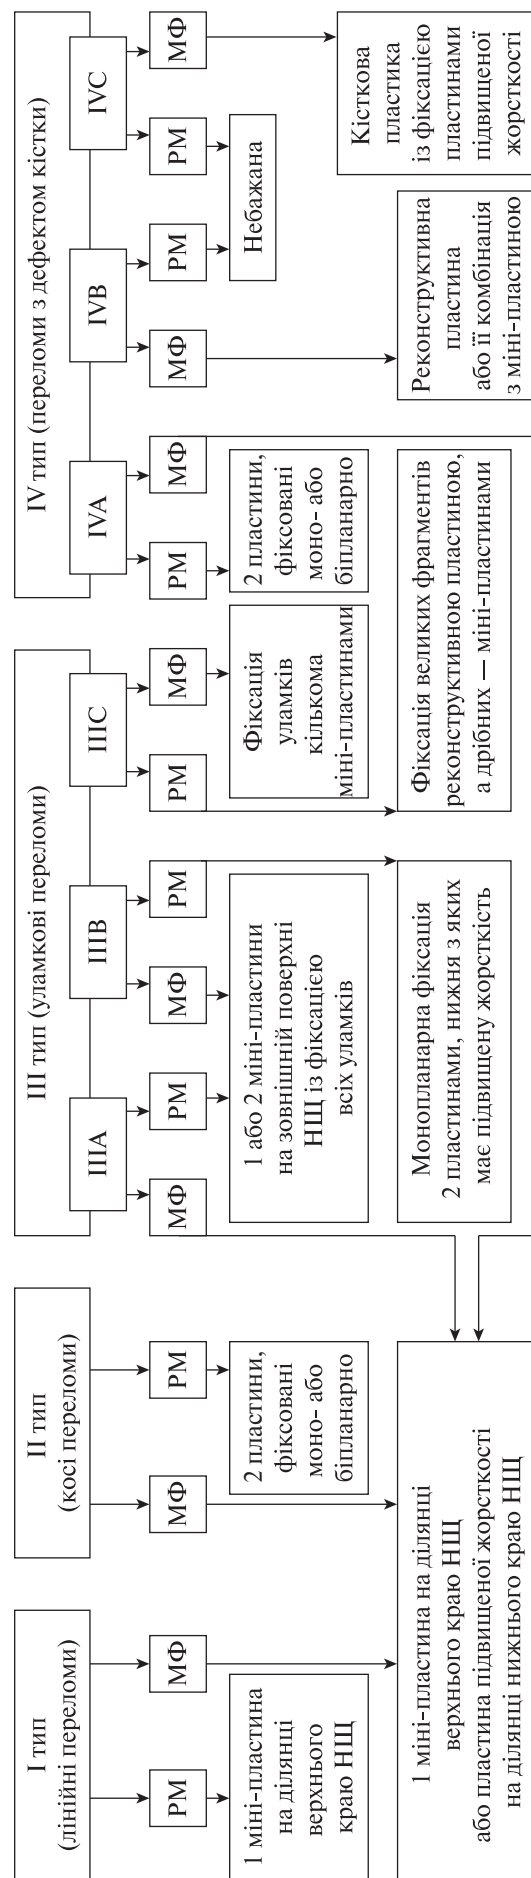 I тип
(лінійні переломи)
РМ
МФ
1 міні-пластина
на ділянці
верхнього
краю НЩ
II тип
(косі переломи)
МФ
РМ
2 пластини,
фіксовані
моно- або
біпланарно
1 міні-пластина на ділянці
верхнього краю НЩ
або пластина підвищеної жорсткості
на ділянці нижнього краю НЩ
III тип (уламкові переломи)
IIIA
IIIB
IIIC
МФ
РМ
МФ
РМ
РМ
МФ
1 або 2 міні-пластини
на зовнішній поверхні
НЩ із фіксацією
всіх уламків
Фіксація
уламків
кількома
міні-пластинами
Монопланарна фіксація
2 пластинами, нижня з яких
має підвищену жорсткість
Фіксація великих фрагментів
реконструктивною пластиною,
а дрібних — міні-пластинами
IV тип (переломи з дефектом кістки)
IVA
IVB
IVC
РМ
МФ
МФ
РМ
РМ
МФ
2 пластини,
фіксовані
моно- або
біпланарно
Небажана
Реконструктивна
пластина
або її комбінація
з міні-пластиною
Кісткова
пластика
із фіксацією
пластинами
підвищеної
жорсткості